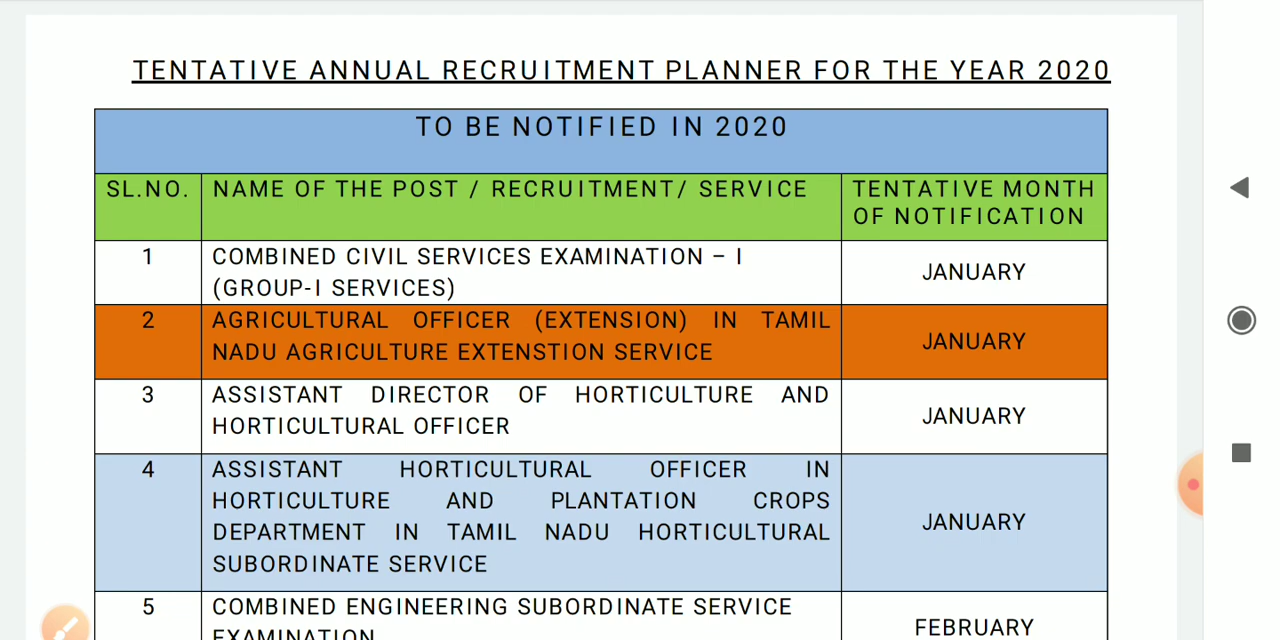 TENTATIVE ANNUAL RECRUITMENT PLANNER FOR THE YEAR 2020
TO BE NOTIFIED IN 2020
SL.NO. NAME OF THE POST / RECRUITMENT/ SERVICE TENTATIVE MONTH
OF NOTIFICATION
1 COMBINED CIVIL SERVICES EXAMINATION – I
(GROUP-I SERVICES)
JANUARY
2 AGRICULTURAL OFFICER (EXTENSION) IN TAMIL
NADU AGRICULTURE EXTENSTION SERVICE
JANUARY
3 ASSISTANT DIRECTOR OF HORTICULTURE AND
HORTICULTURAL OFFICER
JANUARY
4 ASSISTANT HORTICULTURAL OFFICER IN
HORTICULTURE AND PLANTATION CROPS
DEPARTMENT IN TAMIL NADU HORTICULTURAL
SUBORDINATE SERVICE
JANUARY
5 COMBINED ENGINEERING SUBORDINATE SERVICE
EXAMINATION
FEBRUARY